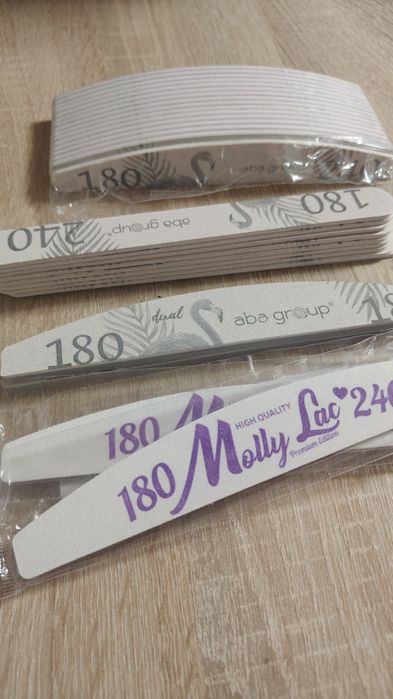 180
aba group®
240 aba group® 180
180 dual aba group® 18
180 M
180 Molly Lac 240
HIGH QUALITY
Premium Edition